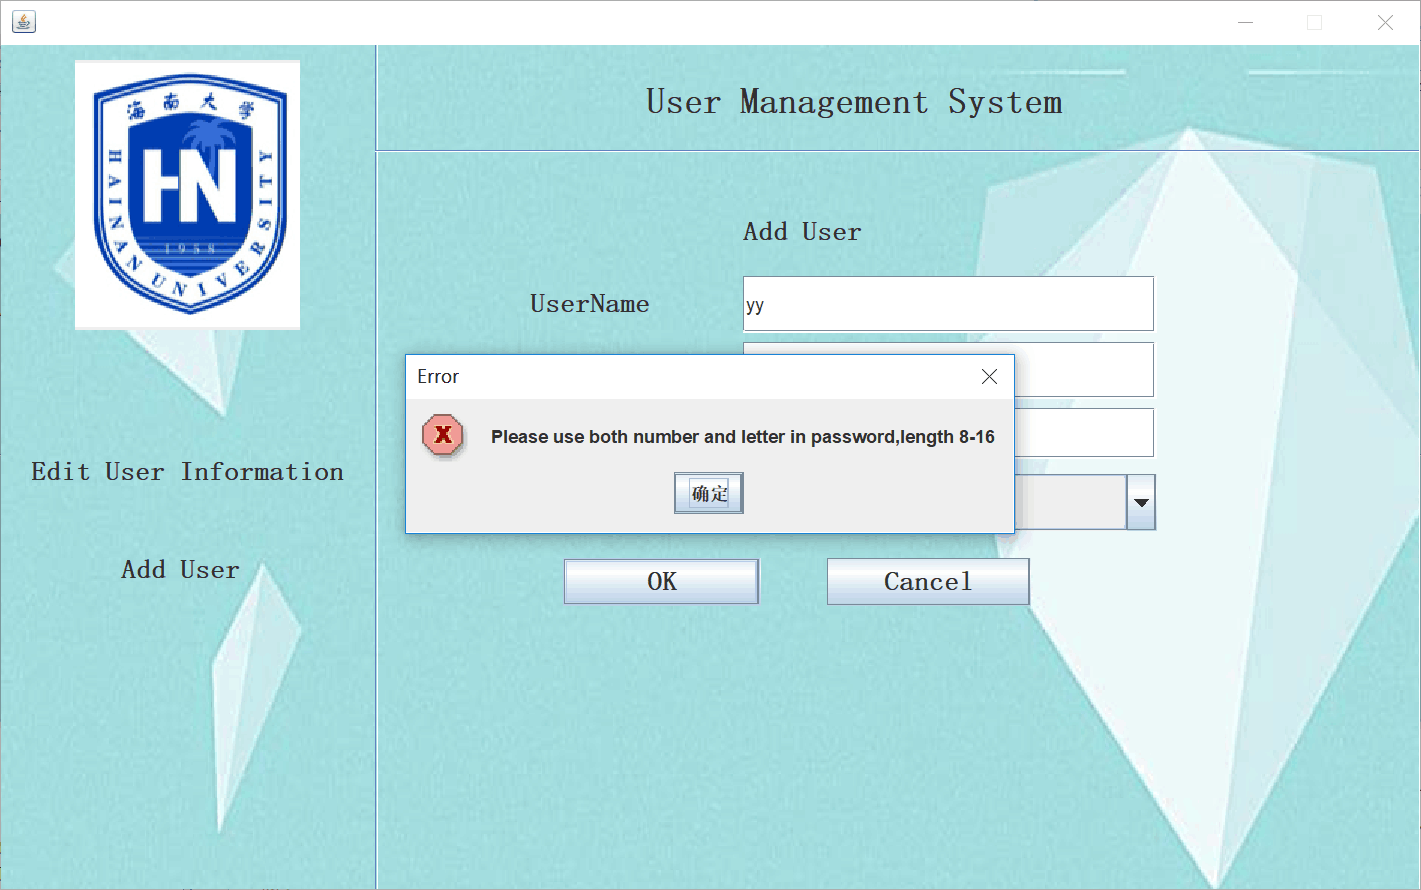 海南大学
HAINAN UNIVERSITY
HN
1958
User Management System
Add User
UserName
yy
Error
X
Please use both number and letter in password,length 8-16
确定
Edit User Information
Add User
OK
Cancel